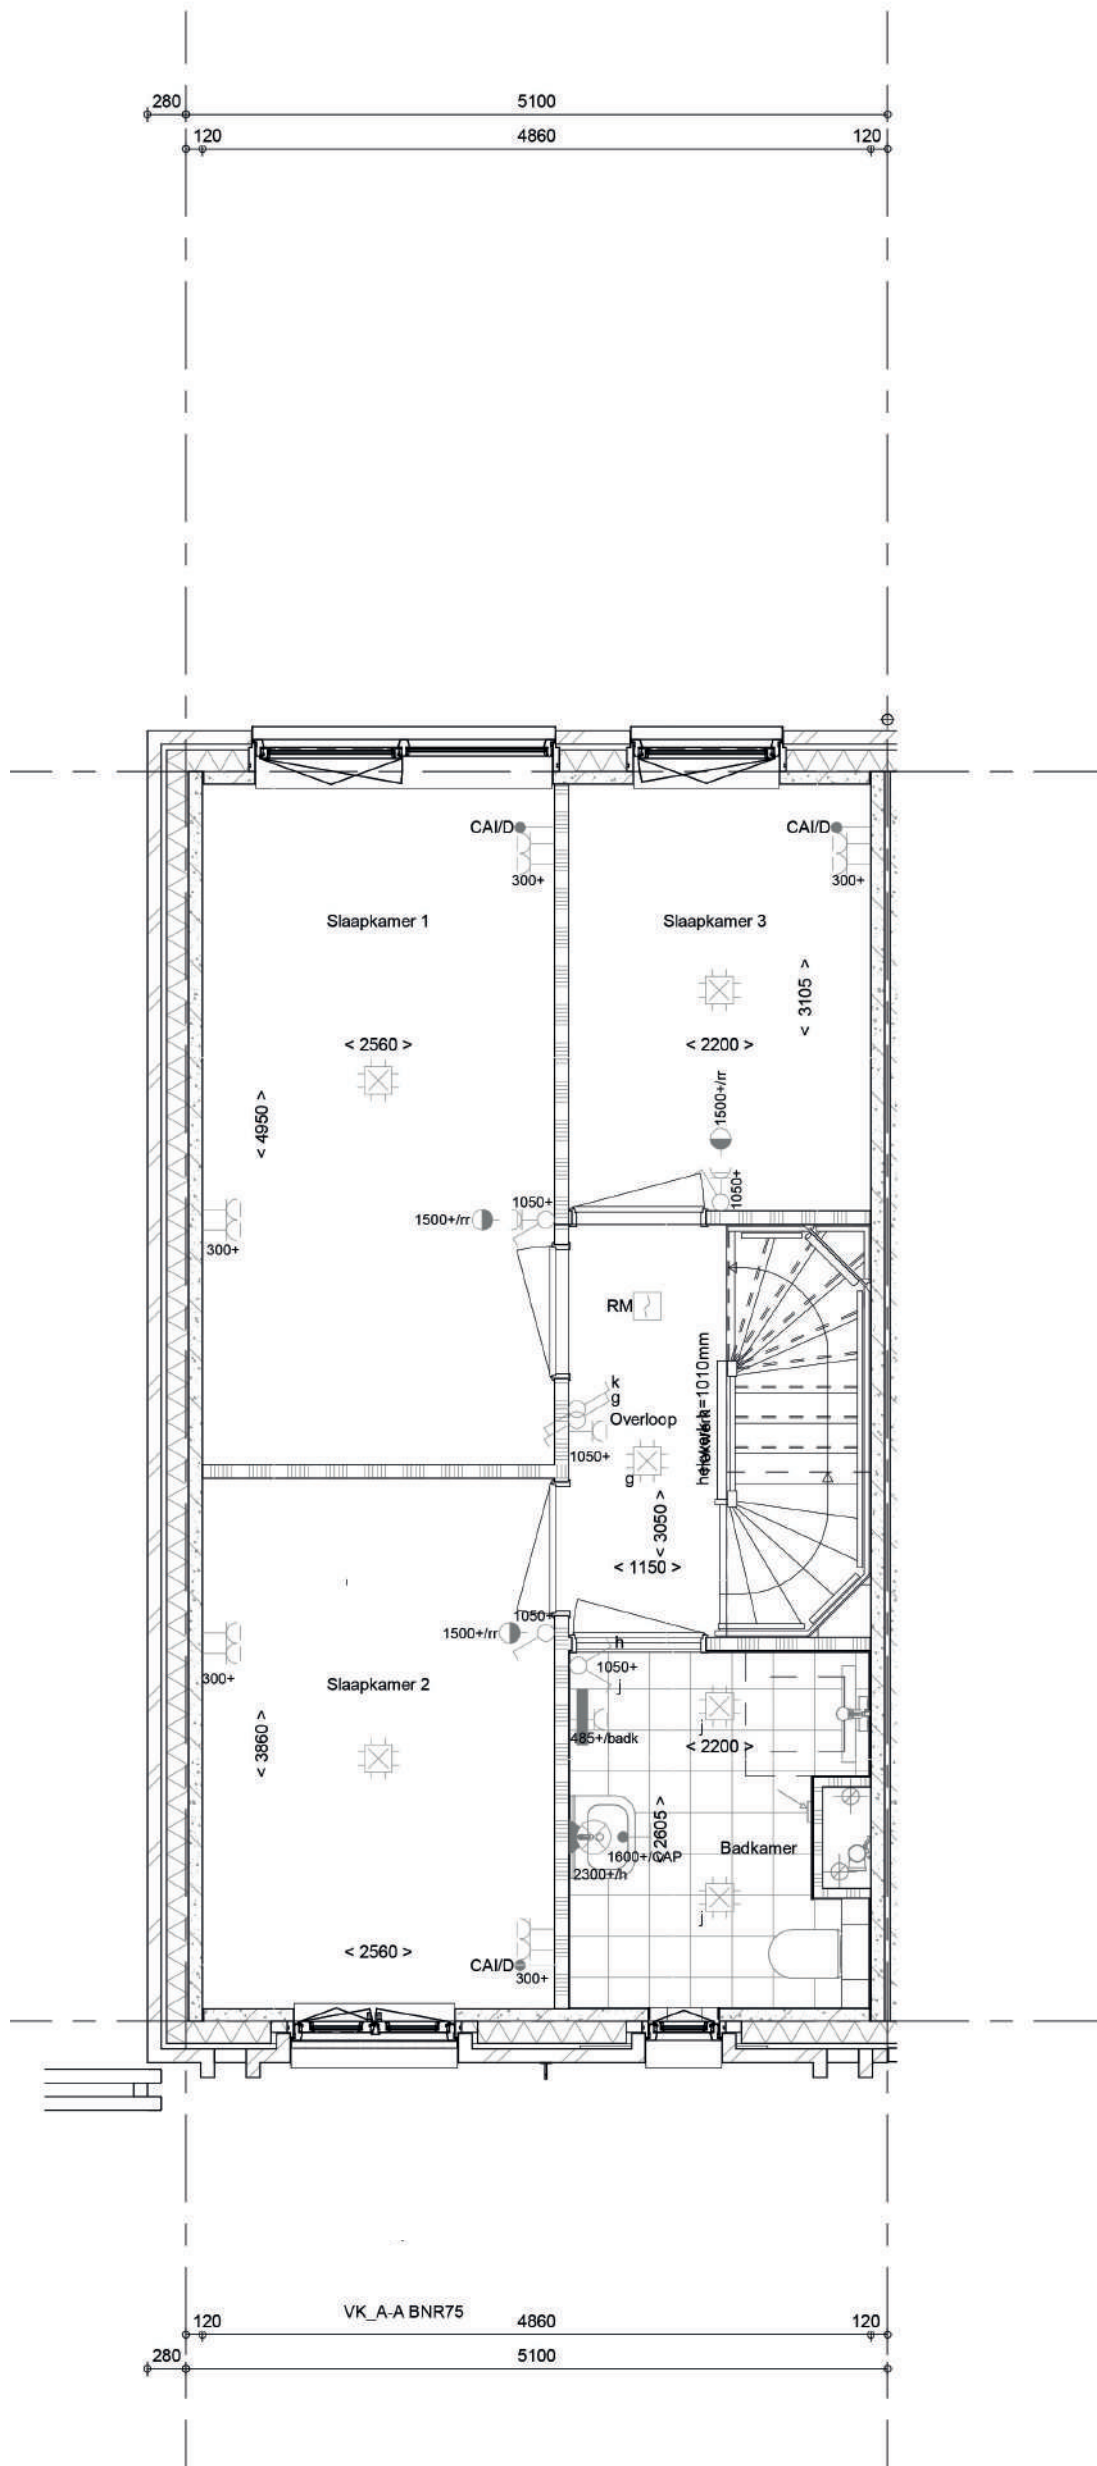 280 5100
120 4860 120
CAI/D CAI/D
300+ 300+
Slaapkamer 1 Slaapkamer 3
< 3105 >
< 2560 > < 2200 >
1500+/rr
< 4950 >
1050+
1050+
1500+/rr
300+
RM
hekwerk h=1010mm
k
g
Overloop
1050+
g
< 3050 >
< 1150 >
1050+
1500+/rr
h
1050+
300+
j
Slaapkamer 2
j
485+/badk
< 2200 >
< 3860 >
< 2605 >
Badkamer
1600+/CAP
2300+/h
j
< 2560 >
CAI/D
300+
VK_A-A BNR75
120 4860 120
280 5100